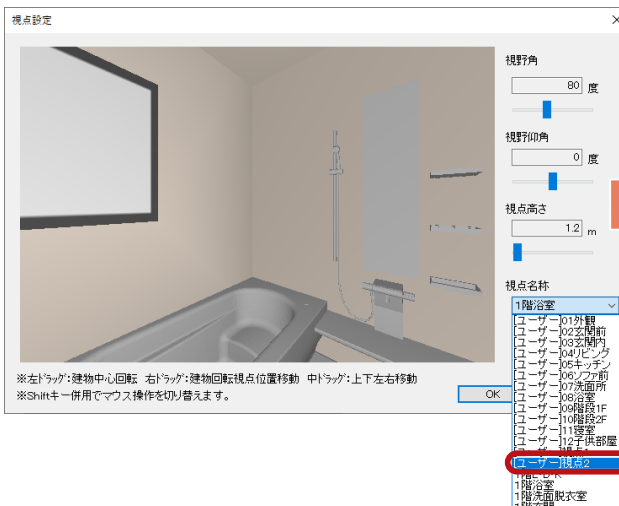 視点設定
視野角
80 度
視野仰角
0 度
視点高さ
1.2 m
視点名称
1階浴室
[ユーザー]01外観
[ユーザー]02玄関前
[ユーザー]03玄関内
[ユーザー]04リビング
[ユーザー]05キッチン
[ユーザー]06ソファ前
[ユーザー]07洗面所
[ユーザー]08浴室
[ユーザー]09階段1F
[ユーザー]10階段2F
[ユーザー]11寝室
[ユーザー]12子供部屋
[ユーザー]視点2
1階L・D・K
1階浴室
1階洗面脱衣室
1階玄関
※左ドラッグ:建物中心回転 右ドラッグ:建物回転視点位置移動 中ドラッグ:上下左右移動
※Shiftキー併用でマウス操作を切り替えます。
OK